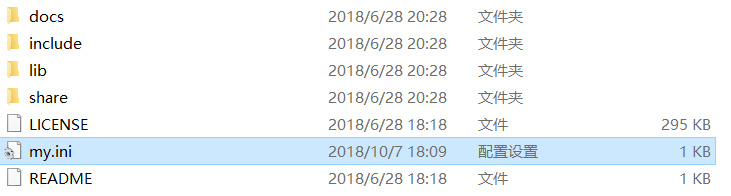 docs 2018/6/28 20:28 文件夹
include 2018/6/28 20:28 文件夹
lib 2018/6/28 20:28 文件夹
share 2018/6/28 20:28 文件夹
LICENSE 2018/6/28 18:18 文件 295 KB
my.ini 2018/10/7 18:09 配置设置 1 KB
README 2018/6/28 18:18 文件 1 KB